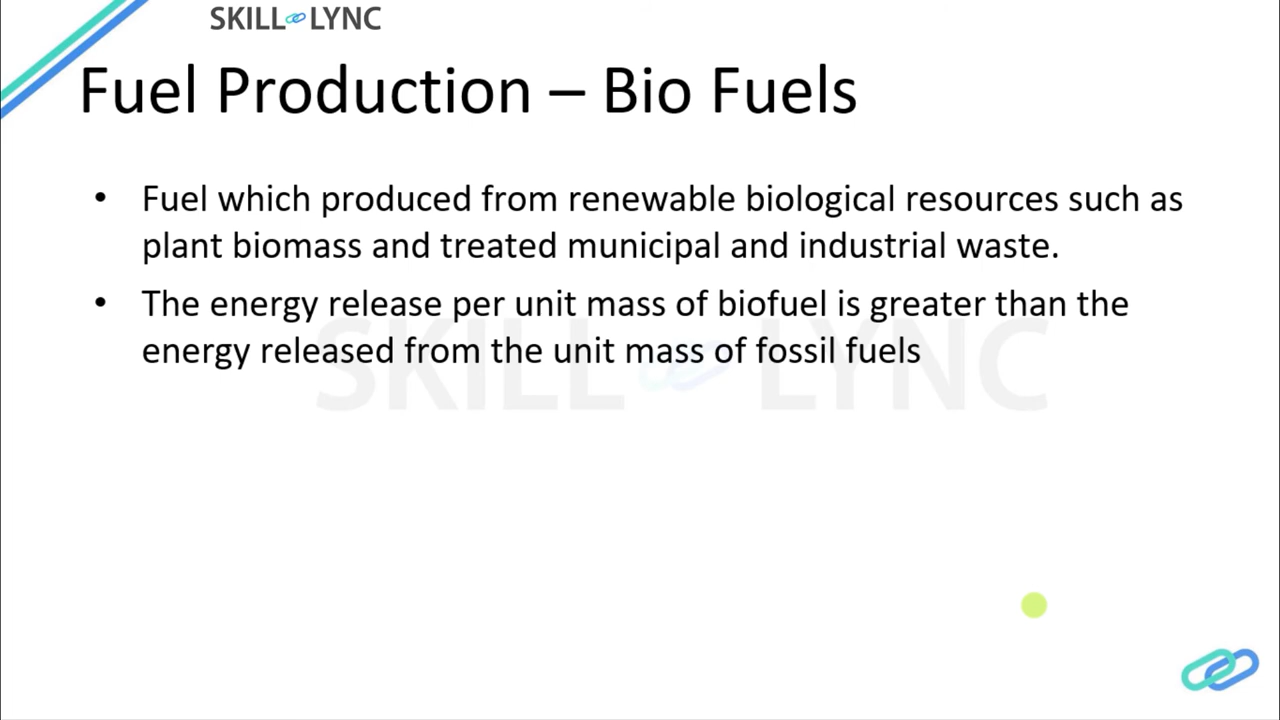 SKILL LYNC
Fuel Production – Bio Fuels
• Fuel which produced from renewable biological resources such as
plant biomass and treated municipal and industrial waste.
• The energy release per unit mass of biofuel is greater than the
energy released from the unit mass of fossil fuels
SKILL LYNC